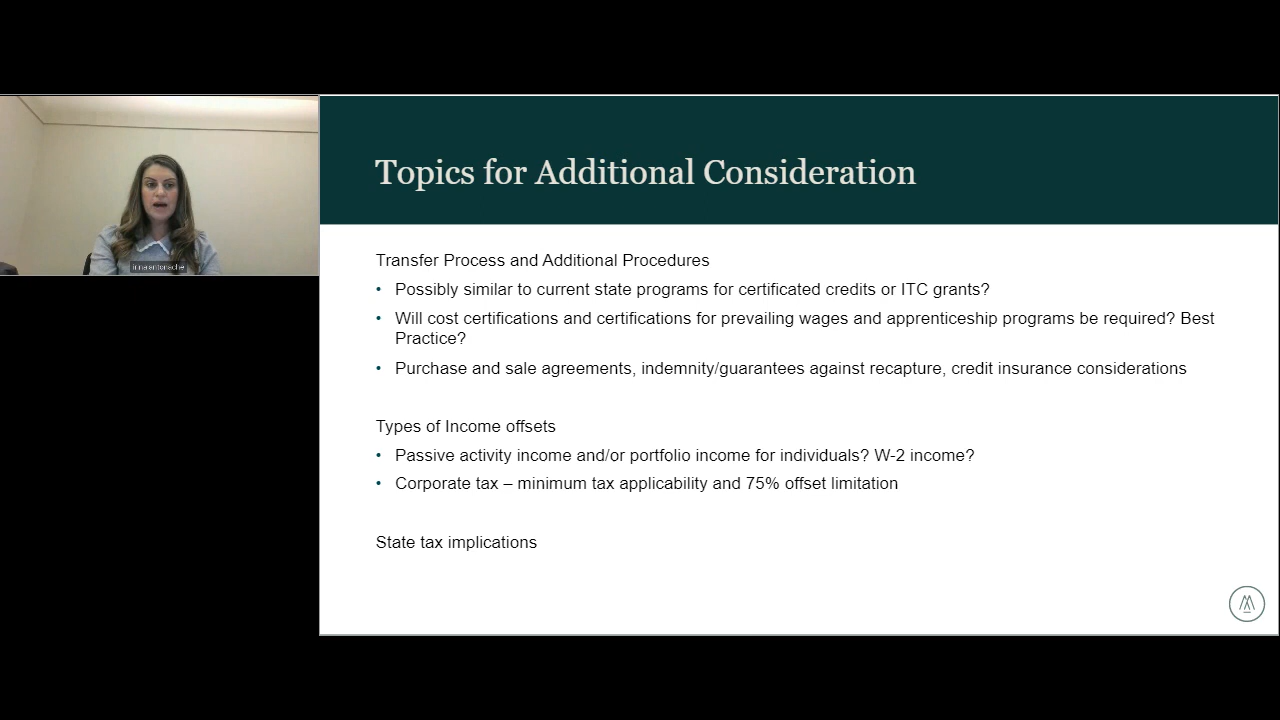 Topics for Additional Consideration
Transfer Process and Additional Procedures
• Possibly similar to current state programs for certificated credits or ITC grants?
• Will cost certifications and certifications for prevailing wages and apprenticeship programs be required? Best
Practice?
• Purchase and sale agreements, indemnity/guarantees against recapture, credit insurance considerations
Types of Income offsets
• Passive activity income and/or portfolio income for individuals? W-2 income?
• Corporate tax – minimum tax applicability and 75% offset limitation
State tax implications